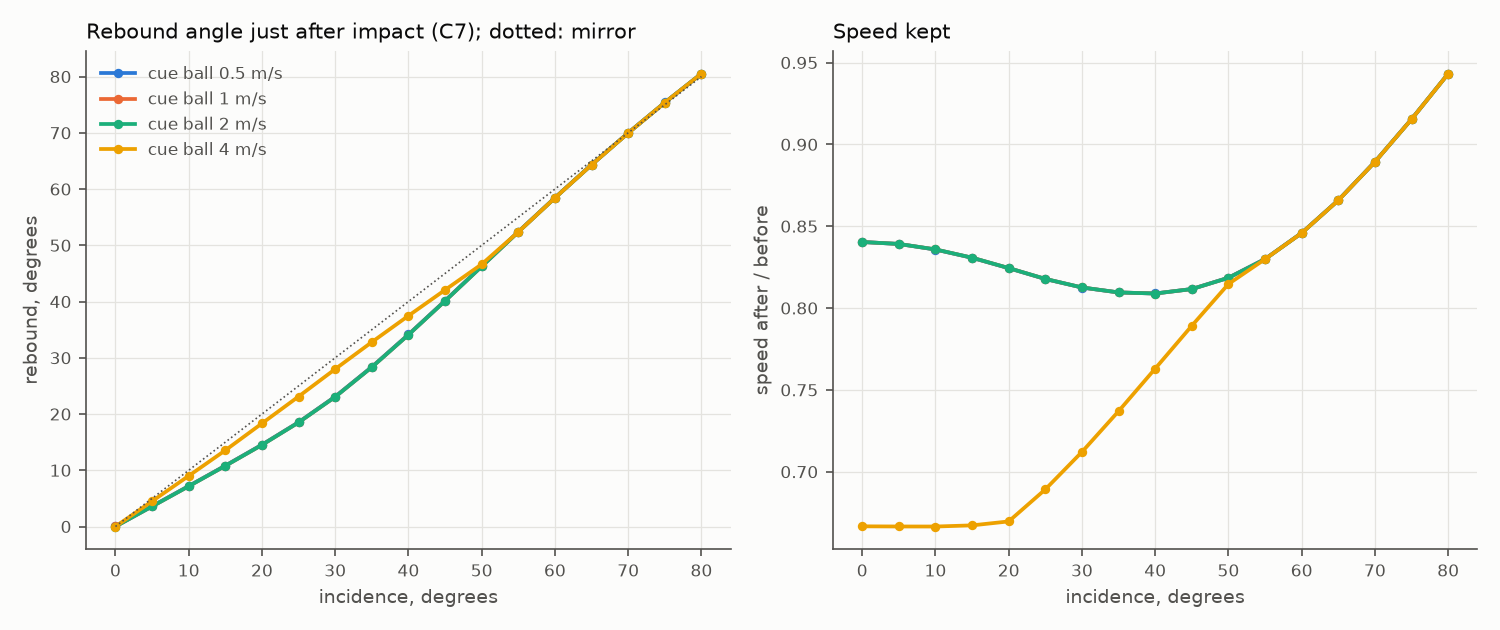 Rebound angle just after impact (C7); dotted: mirror
cue ball 0.5 m/s
cue ball 1 m/s
cue ball 2 m/s
cue ball 4 m/s
rebound, degrees
80
70
60
50
40
30
20
10
0
0 10 20 30 40 50 60 70 80
incidence, degrees
Speed kept
speed after / before
0.95
0.90
0.85
0.80
0.75
0.70
0 10 20 30 40 50 60 70 80
incidence, degrees